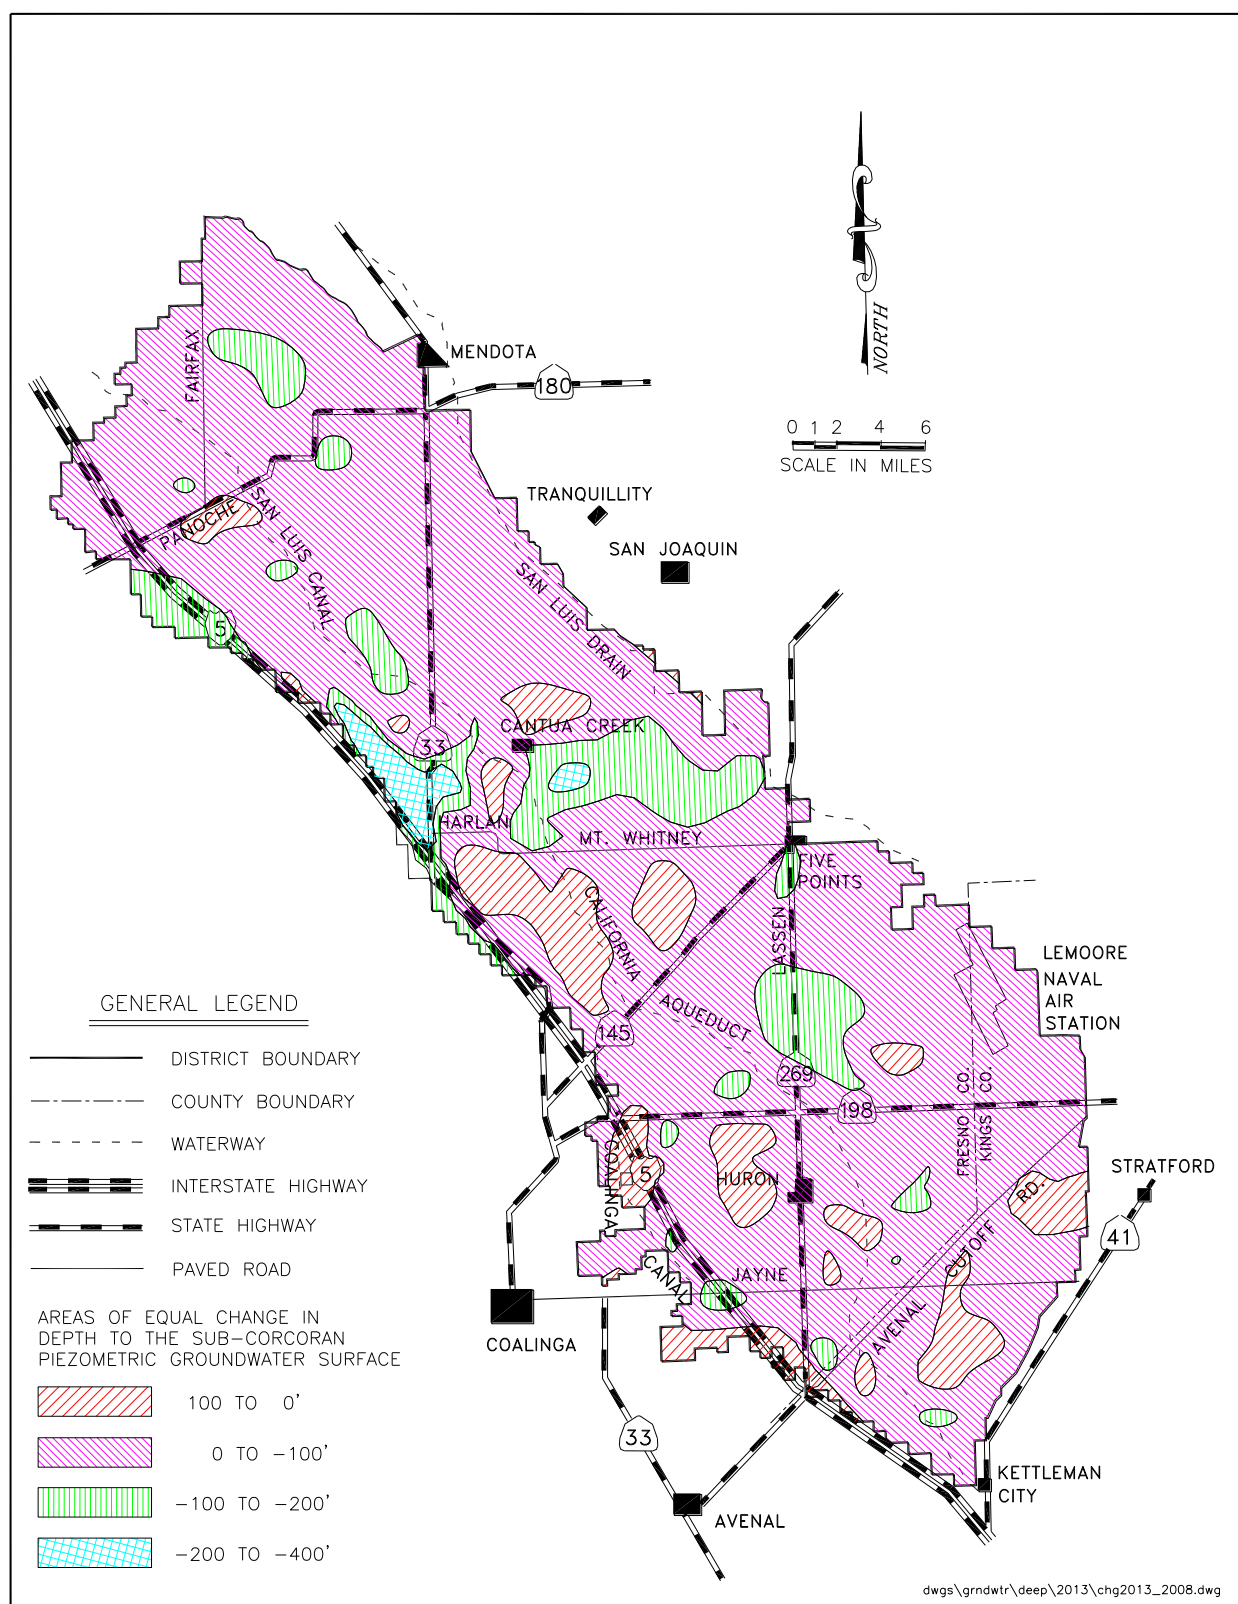 NORTH
FAIRFAX
MENDOTA
180
0 1 2 4 6
SCALE IN MILES
TRANQUILLITY
SAN JOAQUIN
PANOCHE
SAN LUIS CANAL
SAN LUIS DRAIN
5
CANTUA CREEK
33
HARLAN
MT. WHITNEY
FIVE
POINTS
CALIFORNIA
AQUEDUCT
LASSEN
LEMOORE
NAVAL
AIR
STATION
145
269
198
FRESNO CO.
KINGS CO.
COALINGA
CANAL
5
HURON
STRATFORD
41
AVENAL
CUTOFF
RD.
JAYNE
COALINGA
33
AVENAL
KETTLEMAN
CITY
GENERAL LEGEND
DISTRICT BOUNDARY
COUNTY BOUNDARY
WATERWAY
INTERSTATE HIGHWAY
STATE HIGHWAY
PAVED ROAD
AREAS OF EQUAL CHANGE IN
DEPTH TO THE SUB-CORCORAN
PIEZOMETRIC GROUNDWATER SURFACE
100 TO 0'
0 TO -100'
-100 TO -200'
-200 TO -400'
dwgs\grndwtr\deep\2013\chg2013_2008.dwg